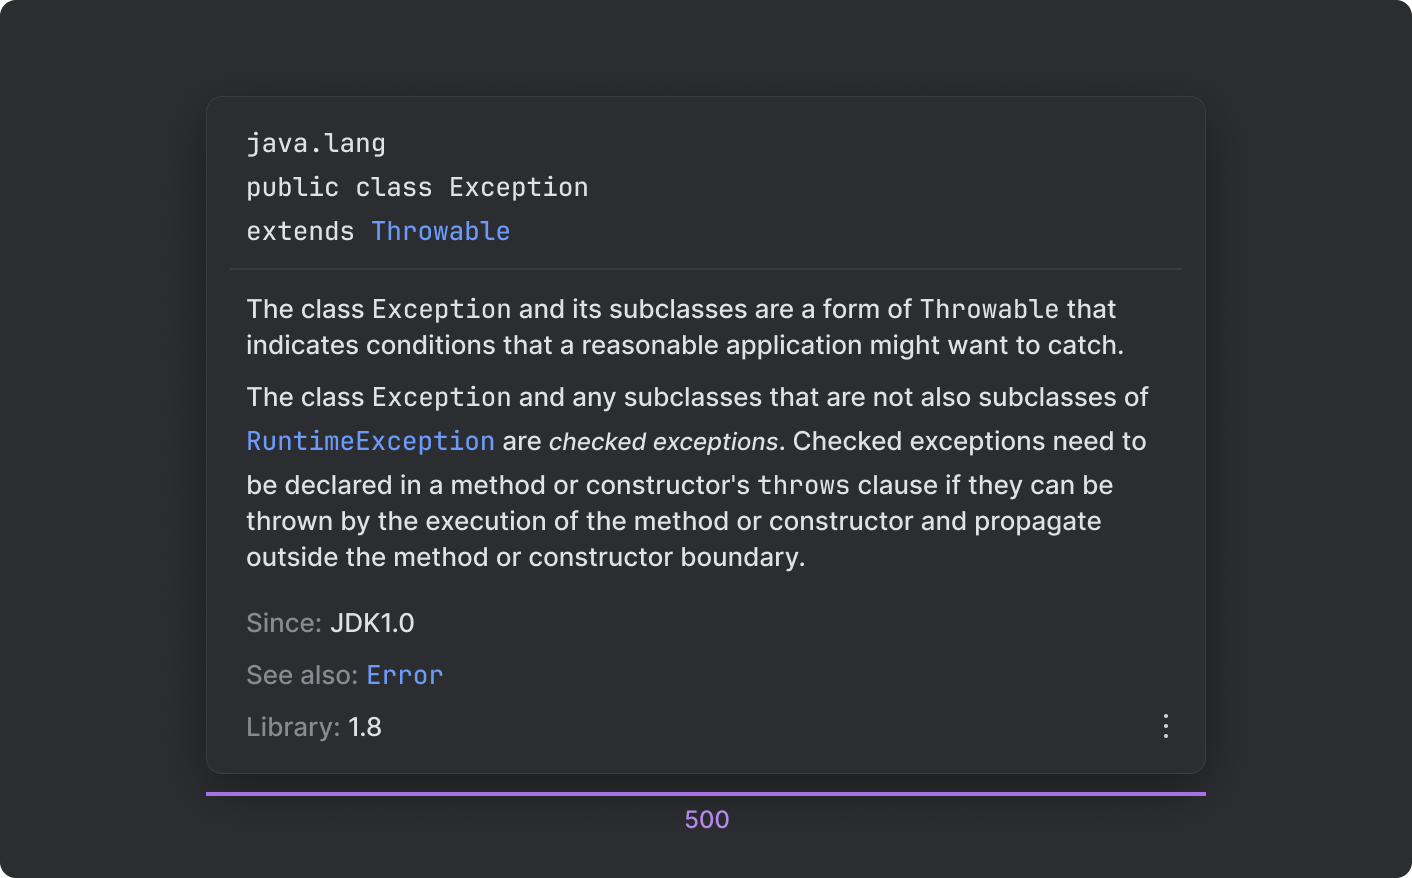 java.lang
public class Exception
extends Throwable
The class Exception and its subclasses are a form of Throwable that
indicates conditions that a reasonable application might want to catch.
The class Exception and any subclasses that are not also subclasses of
RuntimeException are checked exceptions. Checked exceptions need to
be declared in a method or constructor's throws clause if they can be
thrown by the execution of the method or constructor and propagate
outside the method or constructor boundary.
Since: JDK1.0
See also: Error
Library: 1.8
500